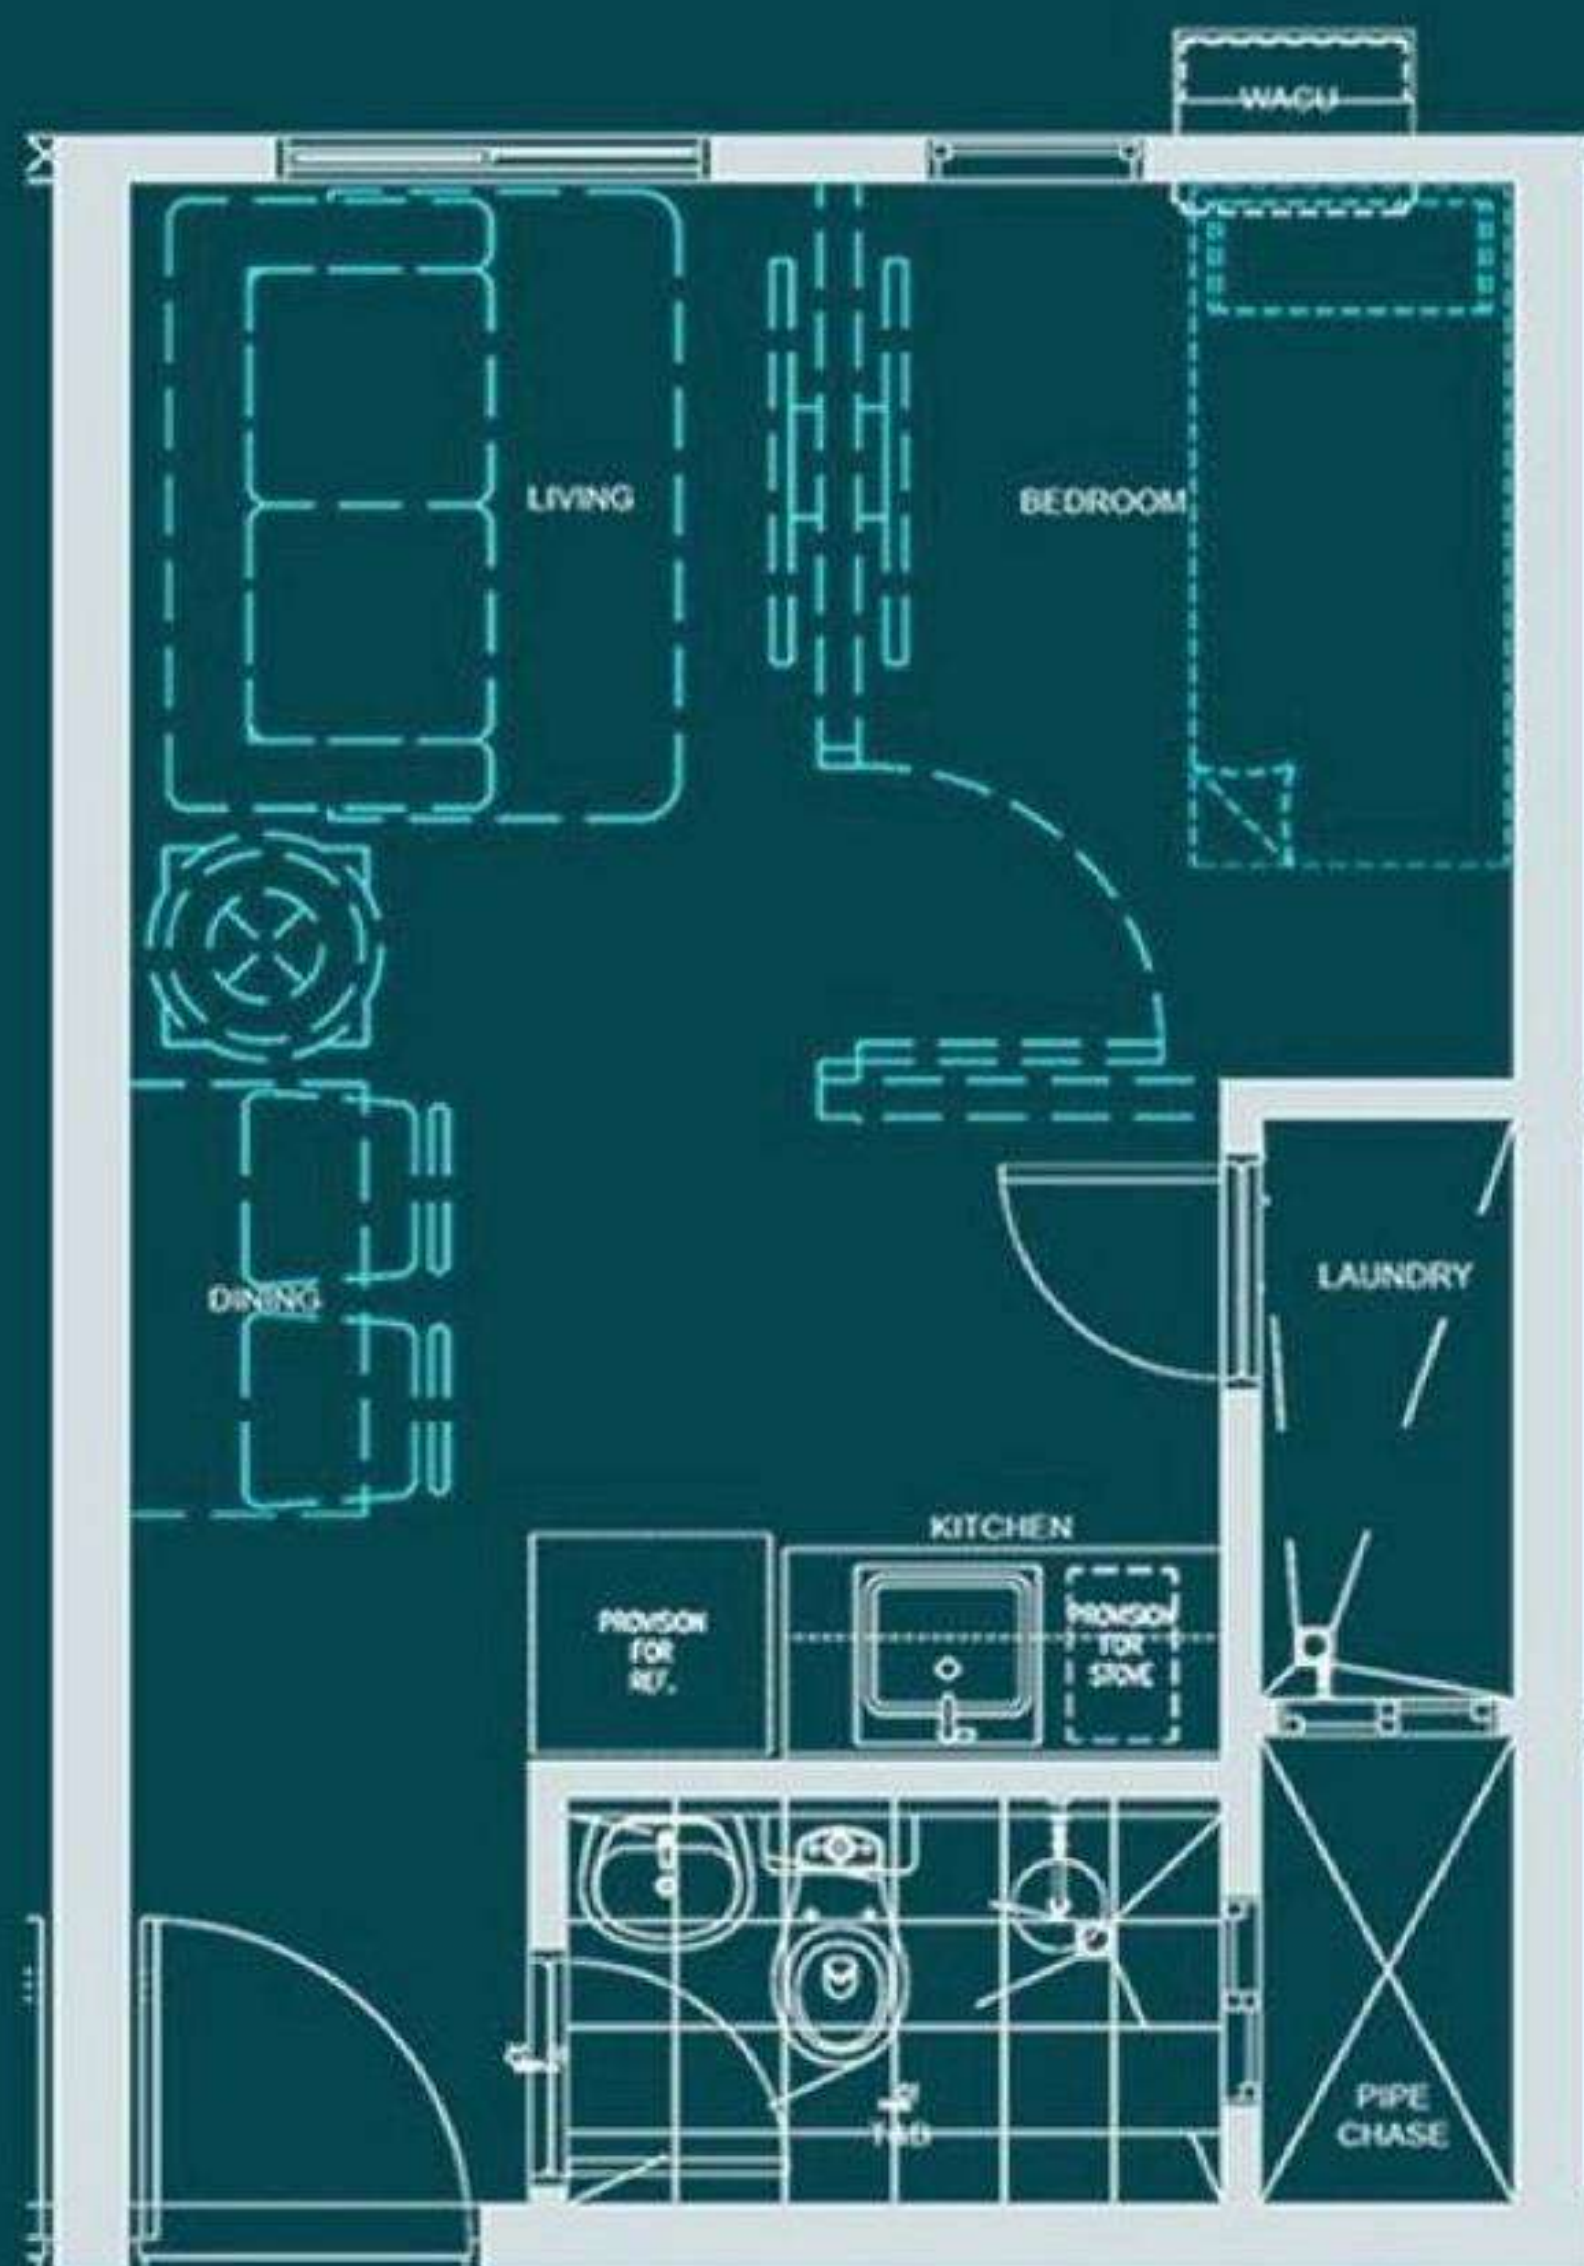 WACU
LIVING
BEDROOM
LAUNDRY
DINING
KITCHEN
PROVISION
FOR
REF.
PROVISION
FOR
STOVE
T&B
PIPE
CHASE